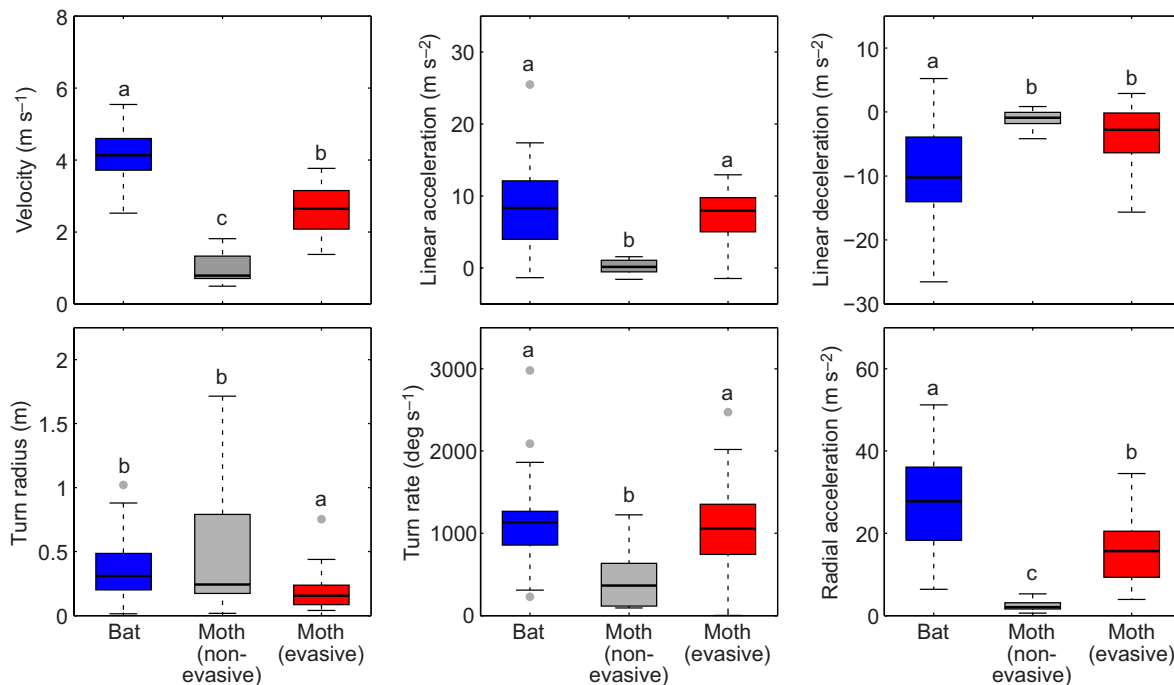 Velocity (m s⁻¹)
8
6
4
2
0
a
c
b
Linear acceleration (m s⁻²)
30
20
10
0
a
b
a
Linear deceleration (m s⁻²)
10
0
−10
−20
−30
a
b
b
Turn radius (m)
2
1.5
1
0.5
0
b
b
a
Bat
Moth
(non-
evasive)
Moth
(evasive)
Turn rate (deg s⁻¹)
3000
2000
1000
0
a
b
a
Bat
Moth
(non-
evasive)
Moth
(evasive)
Radial acceleration (m s⁻²)
60
40
20
0
a
c
b
Bat
Moth
(non-
evasive)
Moth
(evasive)